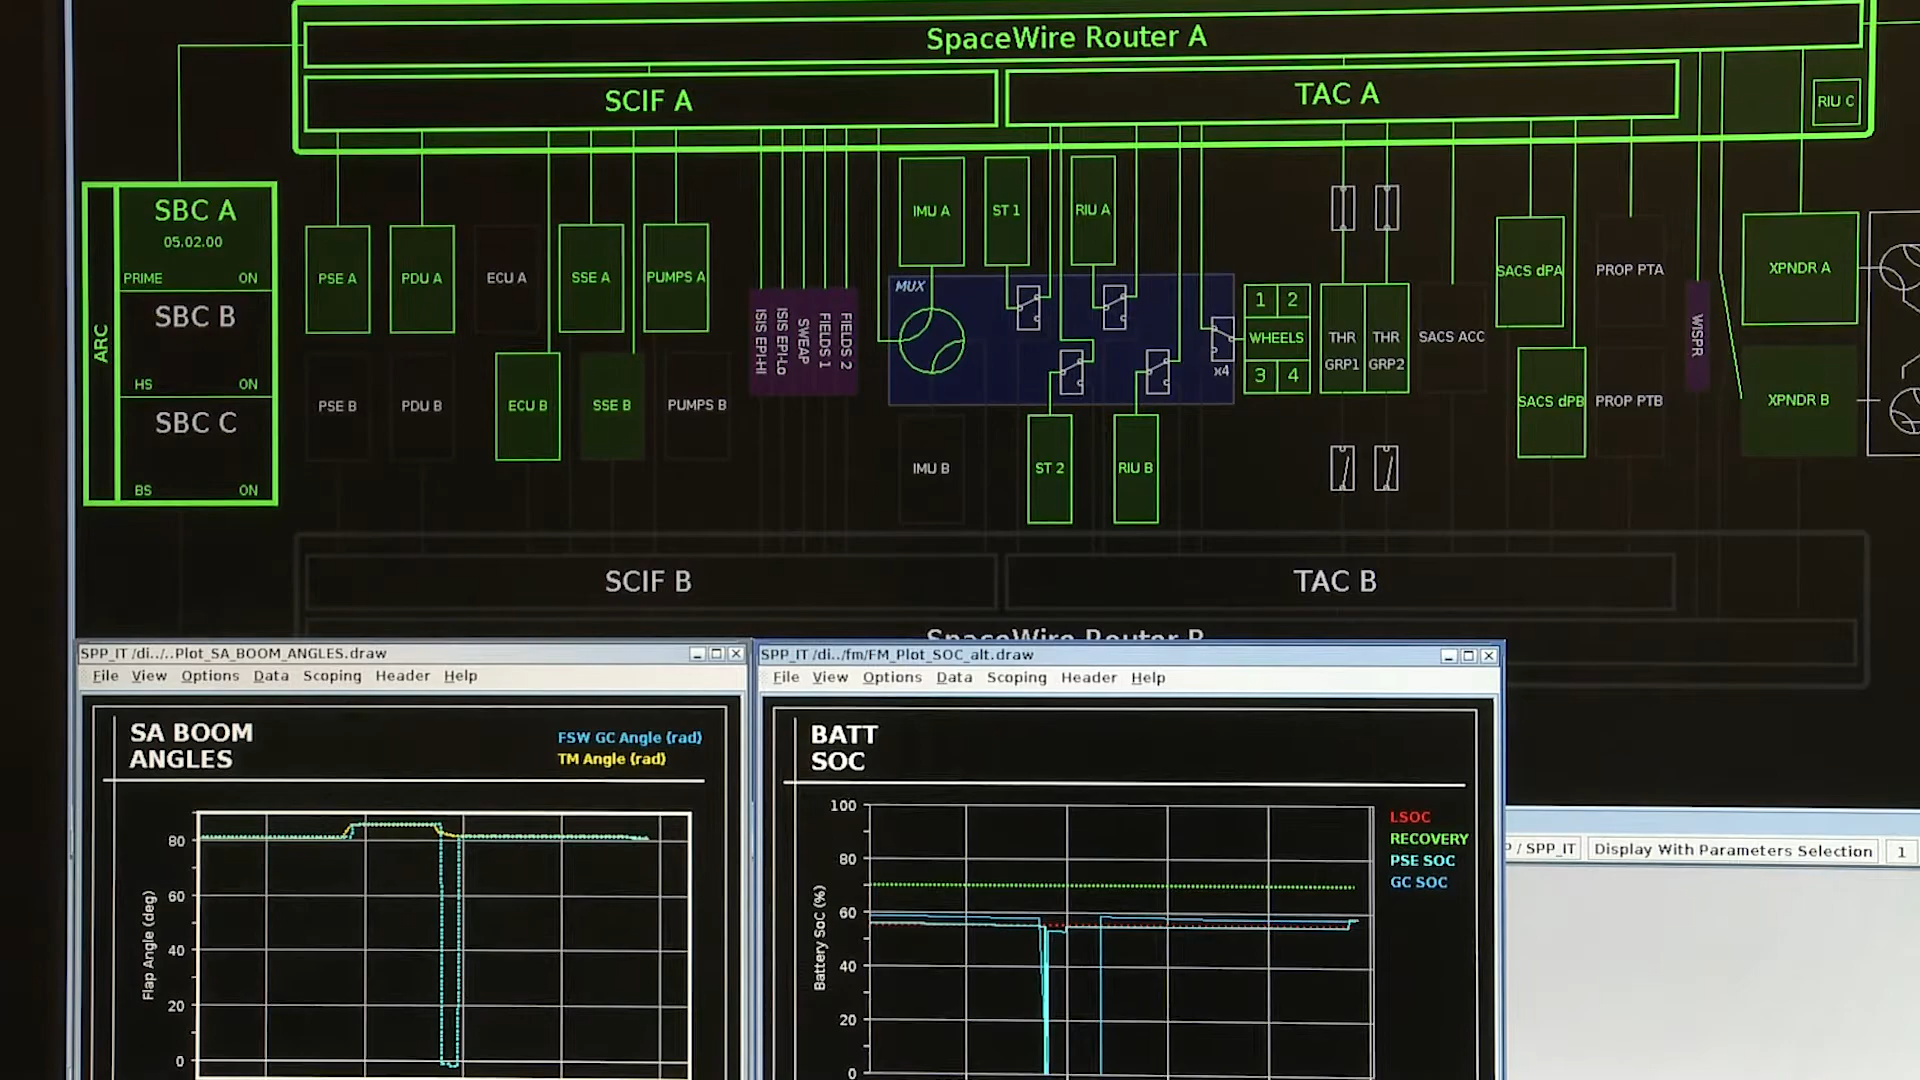 SpaceWire Router A
SCIF A
TAC A
RIU C
ARC
SBC A
05.02.00
PRIME ON
SBC B
HS ON
SBC C
BS ON
PSE A
PDU A
ECU A
SSE A
PUMPS A
PSE B
PDU B
ECU B
SSE B
PUMPS B
ISIS EPI-HI
ISIS EPI-Lo
SWEAP
FIELDS 1
FIELDS 2
IMU A
ST 1
RIU A
MUX
x4
IMU B
ST 2
RIU B
1 2
WHEELS
3 4
THR
GRP1
THR
GRP2
SACS ACC
SACS dPA
SACS dPB
PROP PTA
PROP PTB
WISPR
XPNDR A
XPNDR B
SCIF B
TAC B
SpaceWire Router B
SPP_IT /di../..Plot_SA_BOOM_ANGLES.draw
File View Options Data Scoping Header Help
SA BOOM
ANGLES
FSW GC Angle (rad)
TM Angle (rad)
Flap Angle (deg)
80
60
40
20
0
SPP_IT /di../fm/FM_Plot_SOC_alt.draw
File View Options Data Scoping Header Help
BATT
SOC
Battery SoC (%)
100
80
60
40
20
0
LSOC
RECOVERY
PSE SOC
GC SOC
/ SPP_IT
Display With Parameters Selection
1